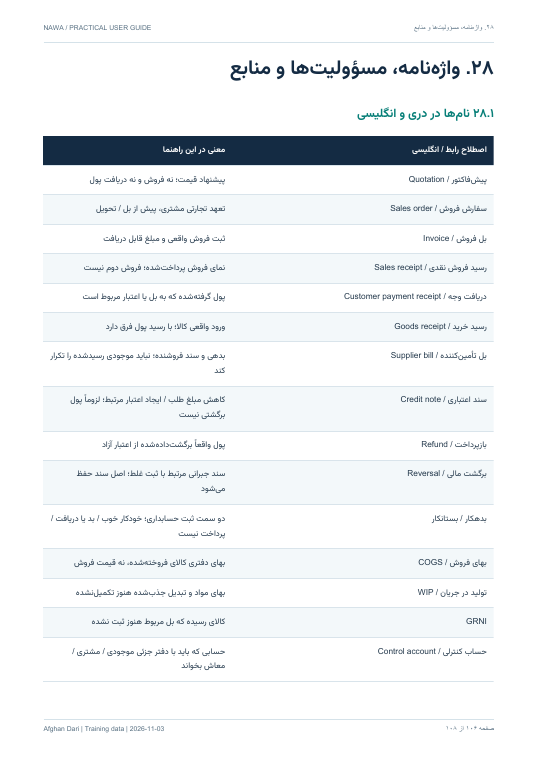 ۲۸. واژه‌نامه، مسؤولیت‌ها و منابع
NAWA / PRACTICAL USER GUIDE
۲۸. واژه‌نامه، مسؤولیت‌ها و منابع
۲۸.۱ نام‌ها در دری و انگلیسی
اصطلاح رابط / انگلیسی
معنی در این راهنما
پیش‌فاکتور / Quotation
پیشنهاد قیمت؛ نه فروش و نه دریافت پول
سفارش فروش / Sales order
تعهد تجارتی مشتری، پیش از بل / تحویل
بل فروش / Invoice
ثبت فروش واقعی و مبلغ قابل دریافت
رسید فروش نقدی / Sales receipt
نمای فروش پرداخت‌شده؛ فروش دوم نیست
دریافت وجه / Customer payment receipt
پول گرفته‌شده که به بل یا اعتبار مربوط است
رسید خرید / Goods receipt
ورود واقعی کالا؛ با رسید پول فرق دارد
بل تأمین‌کننده / Supplier bill
بدهی و سند فروشنده؛ نباید موجودی رسیدشده را تکرار
کند
سند اعتباری / Credit note
کاهش مبلغ طلب / ایجاد اعتبار مرتبط؛ لزوماً پول
برگشتی نیست
بازپرداخت / Refund
پول واقعاً برگشت‌داده‌شده از اعتبار آزاد
برگشت مالی / Reversal
سند جبرانی مرتبط با ثبت غلط؛ اصل سند حفظ
می‌شود
بدهکار / بستانکار
دو سمت ثبت حسابداری؛ خودکار خوب / بد یا دریافت /
پرداخت نیست
بهای فروش / COGS
بهای دفتری کالای فروخته‌شده، نه قیمت فروش
تولید در جریان / WIP
بهای مواد و تبدیل جذب‌شده هنوز تکمیل‌نشده
GRNI
کالای رسیده که بل مربوط هنوز ثبت نشده
حساب کنترلی / Control account
حسابی که باید با دفتر جزئی موجودی / مشتری /
معاش بخواند
صفحه ۱۰۴ از ۱۰۸
Afghan Dari | Training data | 2026-11-03